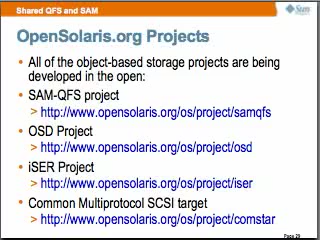 Shared QFS and SAM
Sun
OpenSolaris.org Projects
• All of the object-based storage projects are being
developed in the open:
• SAM-QFS project
> http://www.opensolaris.org/os/project/samqfs
• OSD Project
> http://www.opensolaris.org/os/project/osd
• iSER Project
> http://www.opensolaris.org/os/project/iser
• Common Multiprotocol SCSI target
> http://www.opensolaris.org/os/project/comstar
Page 29